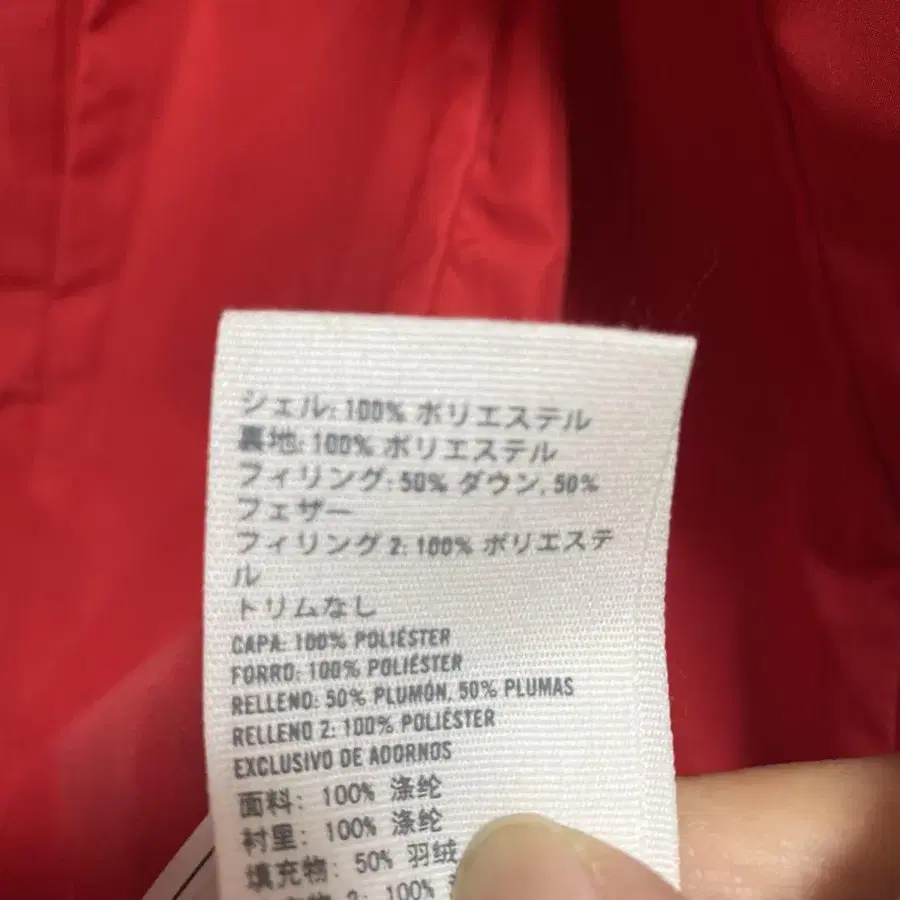 シェル: 100% ポリエステル
裏地: 100% ポリエステル
フィリング: 50% ダウン, 50%
フェザー
フィリング 2: 100% ポリエステ
ル
トリムなし
CAPA: 100% POLIÉSTER
FORRO: 100% POLIÉSTER
RELLENO: 50% PLUMÓN, 50% PLUMAS
RELLENO 2: 100% POLIÉSTER
EXCLUSIVO DE ADORNOS
面料: 100% 涤纶
衬里: 100% 涤纶
填充物: 50% 羽绒
2: 100%